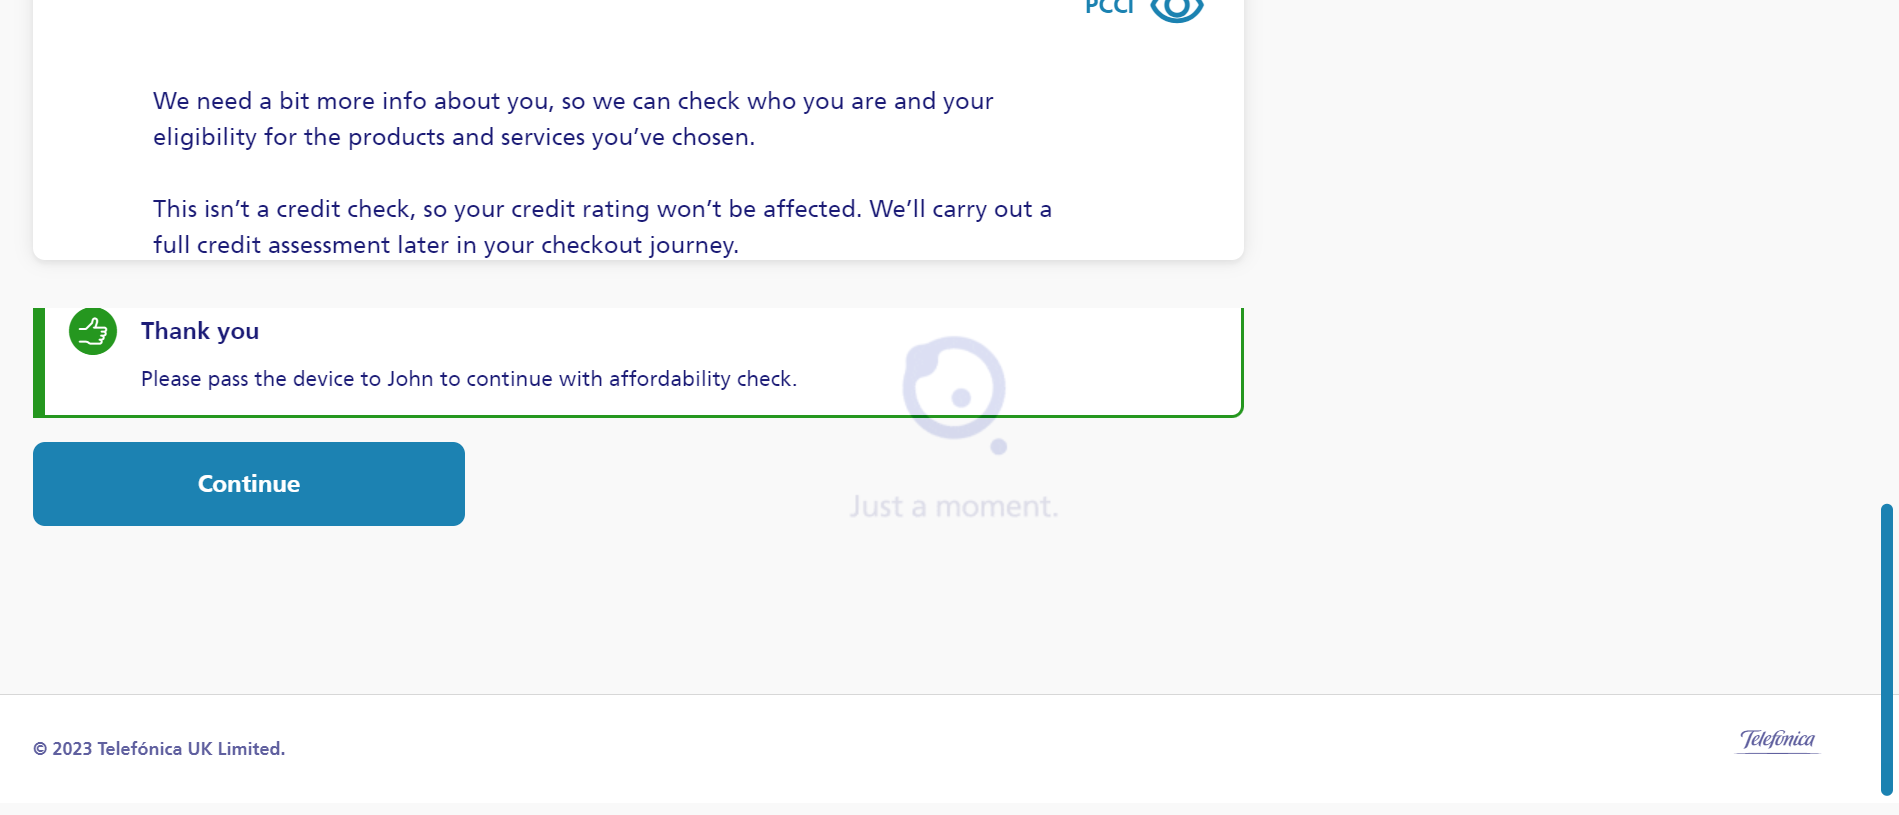 PCCI
We need a bit more info about you, so we can check who you are and your
eligibility for the products and services you’ve chosen.
This isn’t a credit check, so your credit rating won’t be affected. We’ll carry out a
full credit assessment later in your checkout journey.
Thank you
Please pass the device to John to continue with affordability check.
Continue
Just a moment.
© 2023 Telefónica UK Limited.
Telefónica